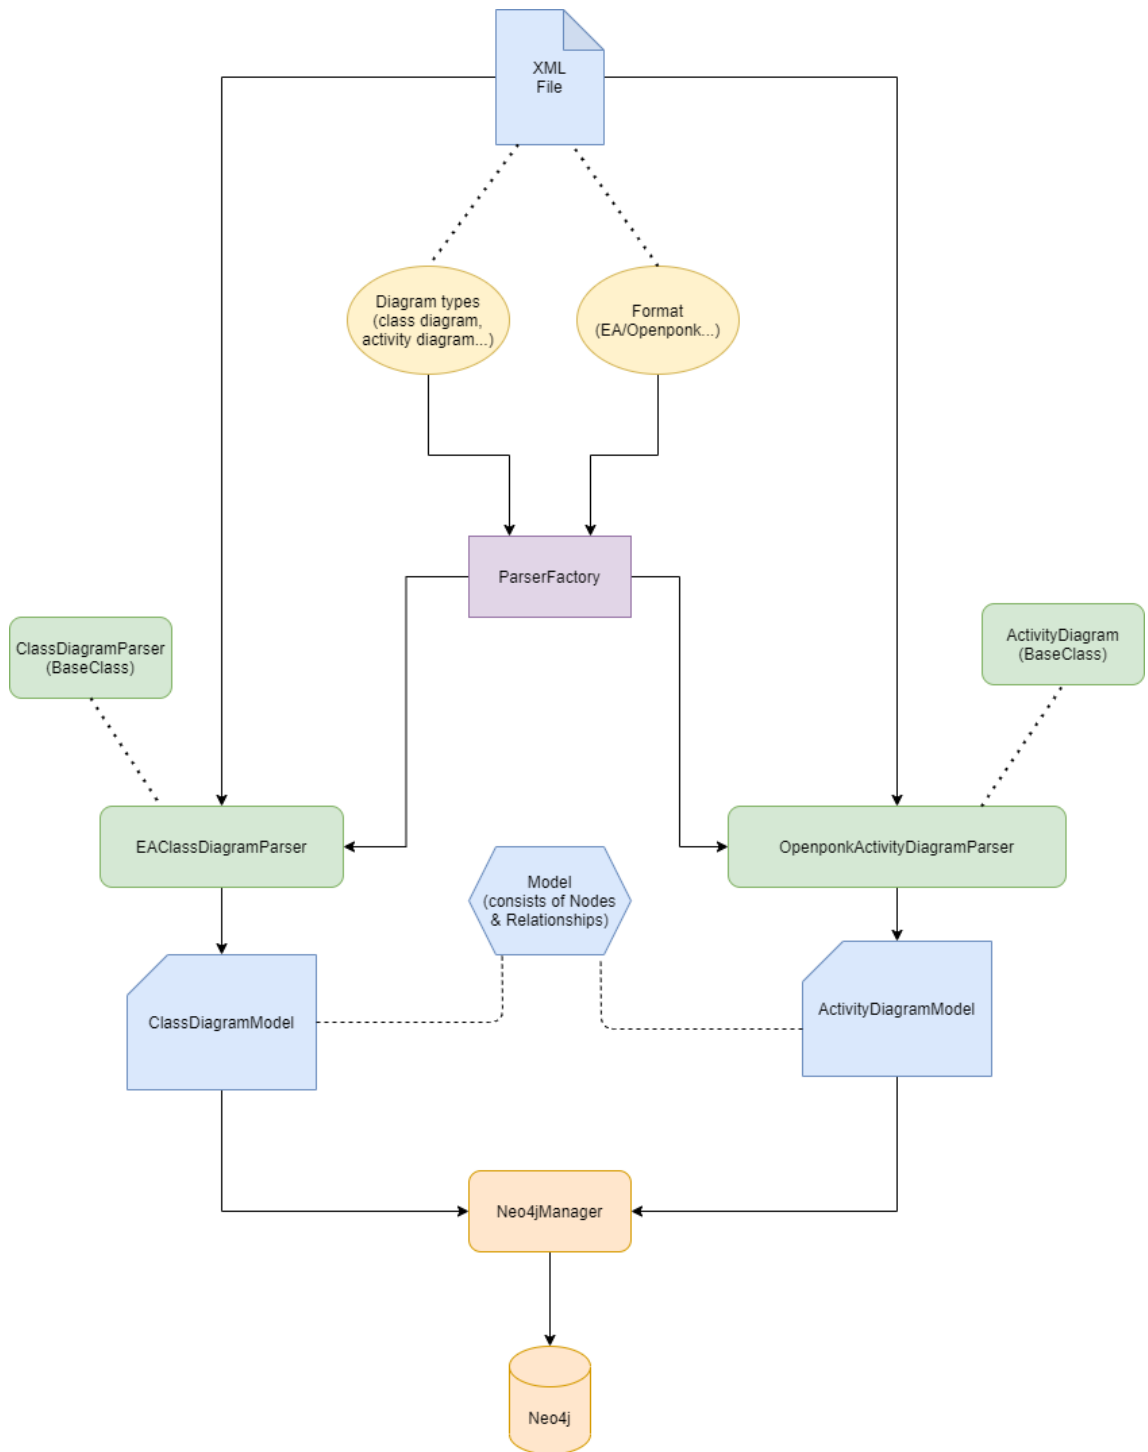 XML
File
Diagram types
(class diagram,
activity diagram...)
Format
(EA/Openponk...)
ParserFactory
ClassDiagramParser
(BaseClass)
ActivityDiagram
(BaseClass)
EAClassDiagramParser
OpenponkActivityDiagramParser
Model
(consists of Nodes
& Relationships)
ClassDiagramModel
ActivityDiagramModel
Neo4jManager
Neo4j